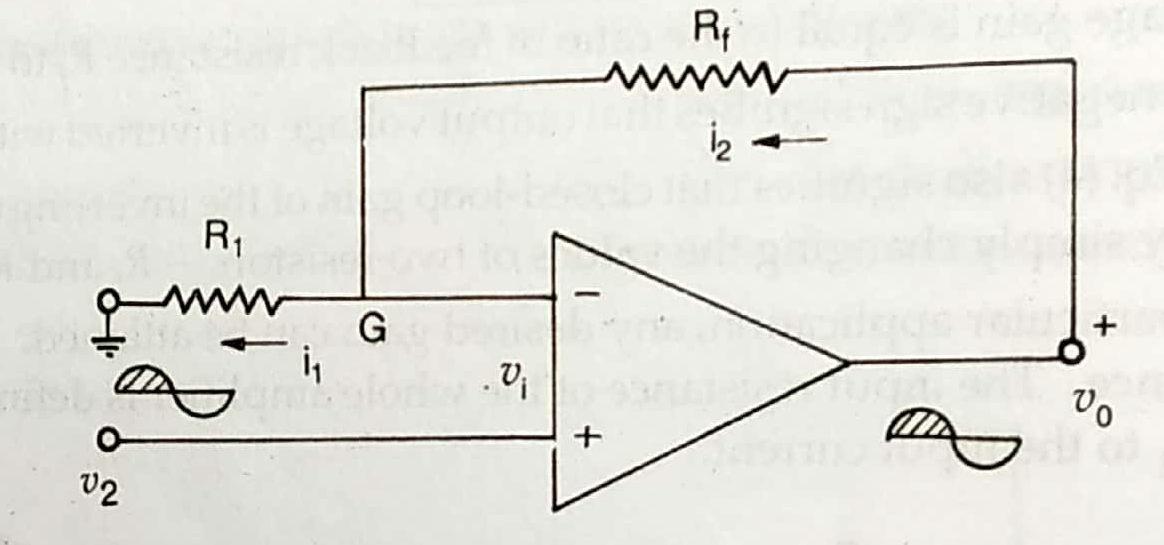 Rf
i2
R1
G
i1
vi
−
+
v2
+
v0